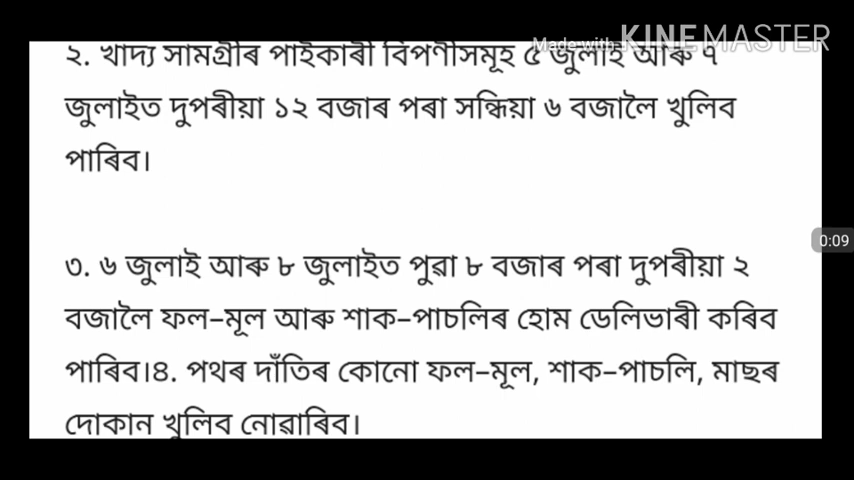 Made with KINEMASTER
২. খাদ্য সামগ্ৰীৰ পাইকাৰী বিপণীসমূহ ৫ জুলাই আৰু ৭
জুলাইত দুপৰীয়া ১২ বজাৰ পৰা সন্ধিয়া ৬ বজালৈ খুলিব
পাৰিব।
0:09
৩. ৬ জুলাই আৰু ৮ জুলাইত পুৱা ৮ বজাৰ পৰা দুপৰীয়া ২
বজালৈ ফল–মূল আৰু শাক–পাচলিৰ হোম ডেলিভাৰী কৰিব
পাৰিব।৪. পথৰ দাঁতিৰ কোনো ফল–মূল, শাক–পাচলি, মাছৰ
দোকান খুলিব নোৱাৰিব।